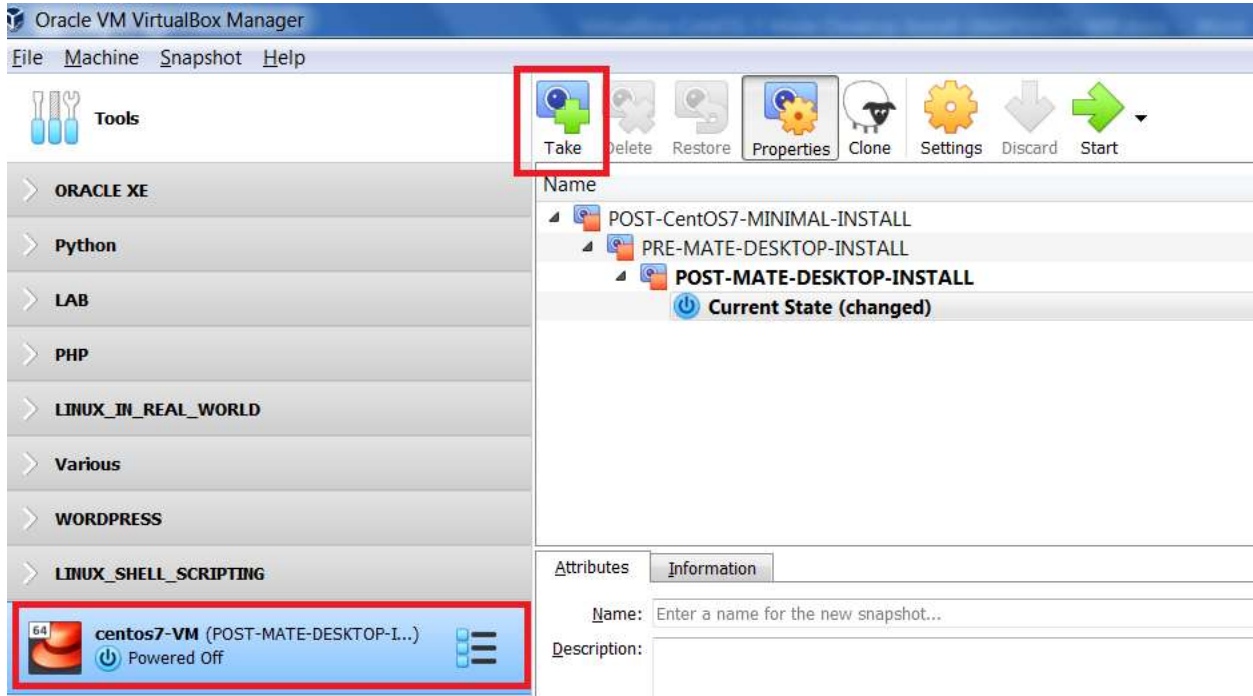 Oracle VM VirtualBox Manager
File Machine Snapshot Help
Tools
Take Delete Restore Properties Clone Settings Discard Start
ORACLE XE
Python
LAB
PHP
LINUX_IN_REAL_WORLD
Various
WORDPRESS
LINUX_SHELL_SCRIPTING
64
centos7-VM (POST-MATE-DESKTOP-I...)
Powered Off
Name
POST-CentOS7-MINIMAL-INSTALL
PRE-MATE-DESKTOP-INSTALL
POST-MATE-DESKTOP-INSTALL
Current State (changed)
Attributes Information
Name: Enter a name for the new snapshot...
Description: